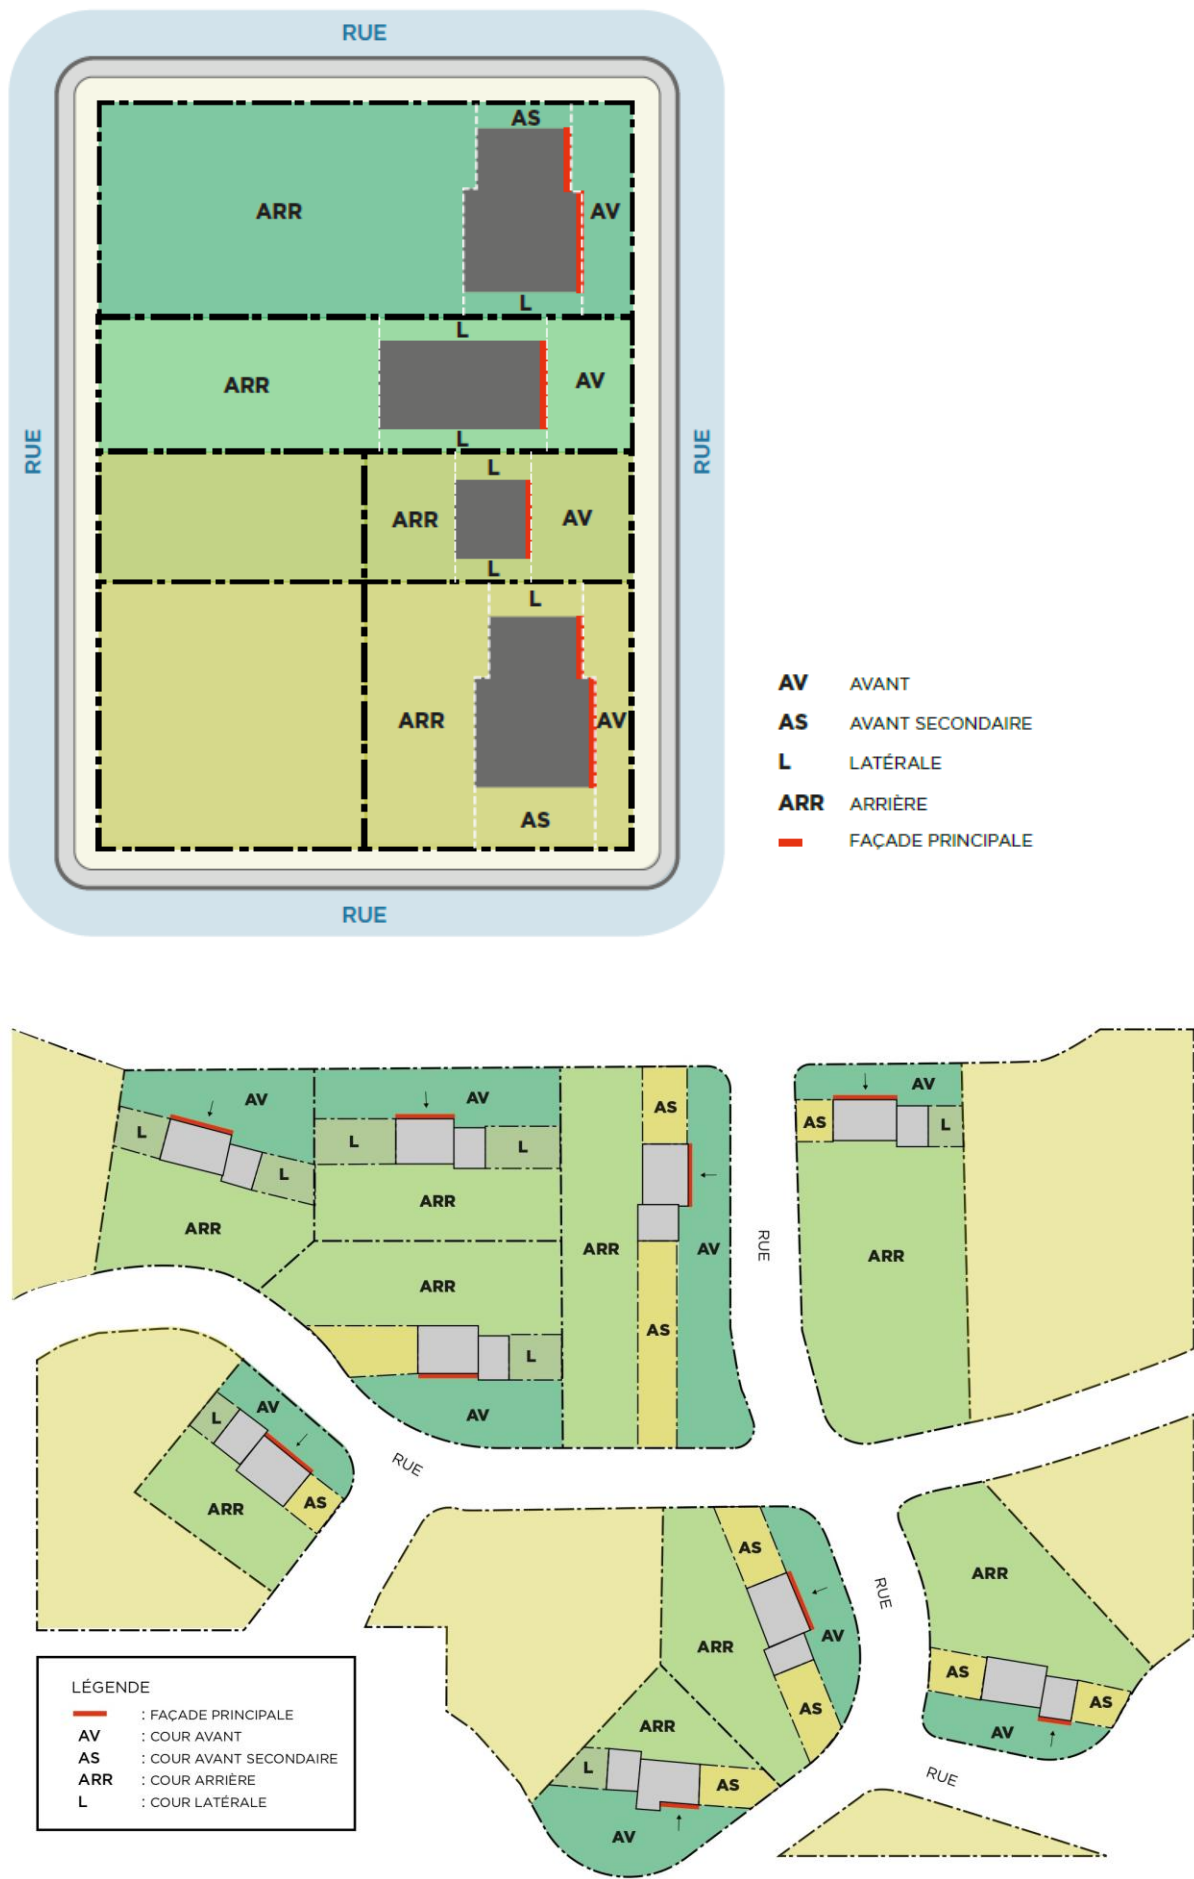 RUE
AS
ARR
AV
L
L
ARR
AV
RUE
RUE
L
L
ARR
AV
L
L
ARR
AV
AS
RUE
AV AVANT
AS AVANT SECONDAIRE
L LATÉRALE
ARR ARRIÈRE
FAÇADE PRINCIPALE
AV
L
L
ARR
AV
L
L
ARR
ARR
L
AV
AS
ARR
AV
AS
RUE
AV
AS
L
ARR
AV
L
ARR
AS
RUE
AS
ARR
AV
AS
RUE
ARR
AS
AS
AV
ARR
L
AS
AV
RUE
LÉGENDE
: FAÇADE PRINCIPALE
AV : COUR AVANT
AS : COUR AVANT SECONDAIRE
ARR : COUR ARRIÈRE
L : COUR LATÉRALE